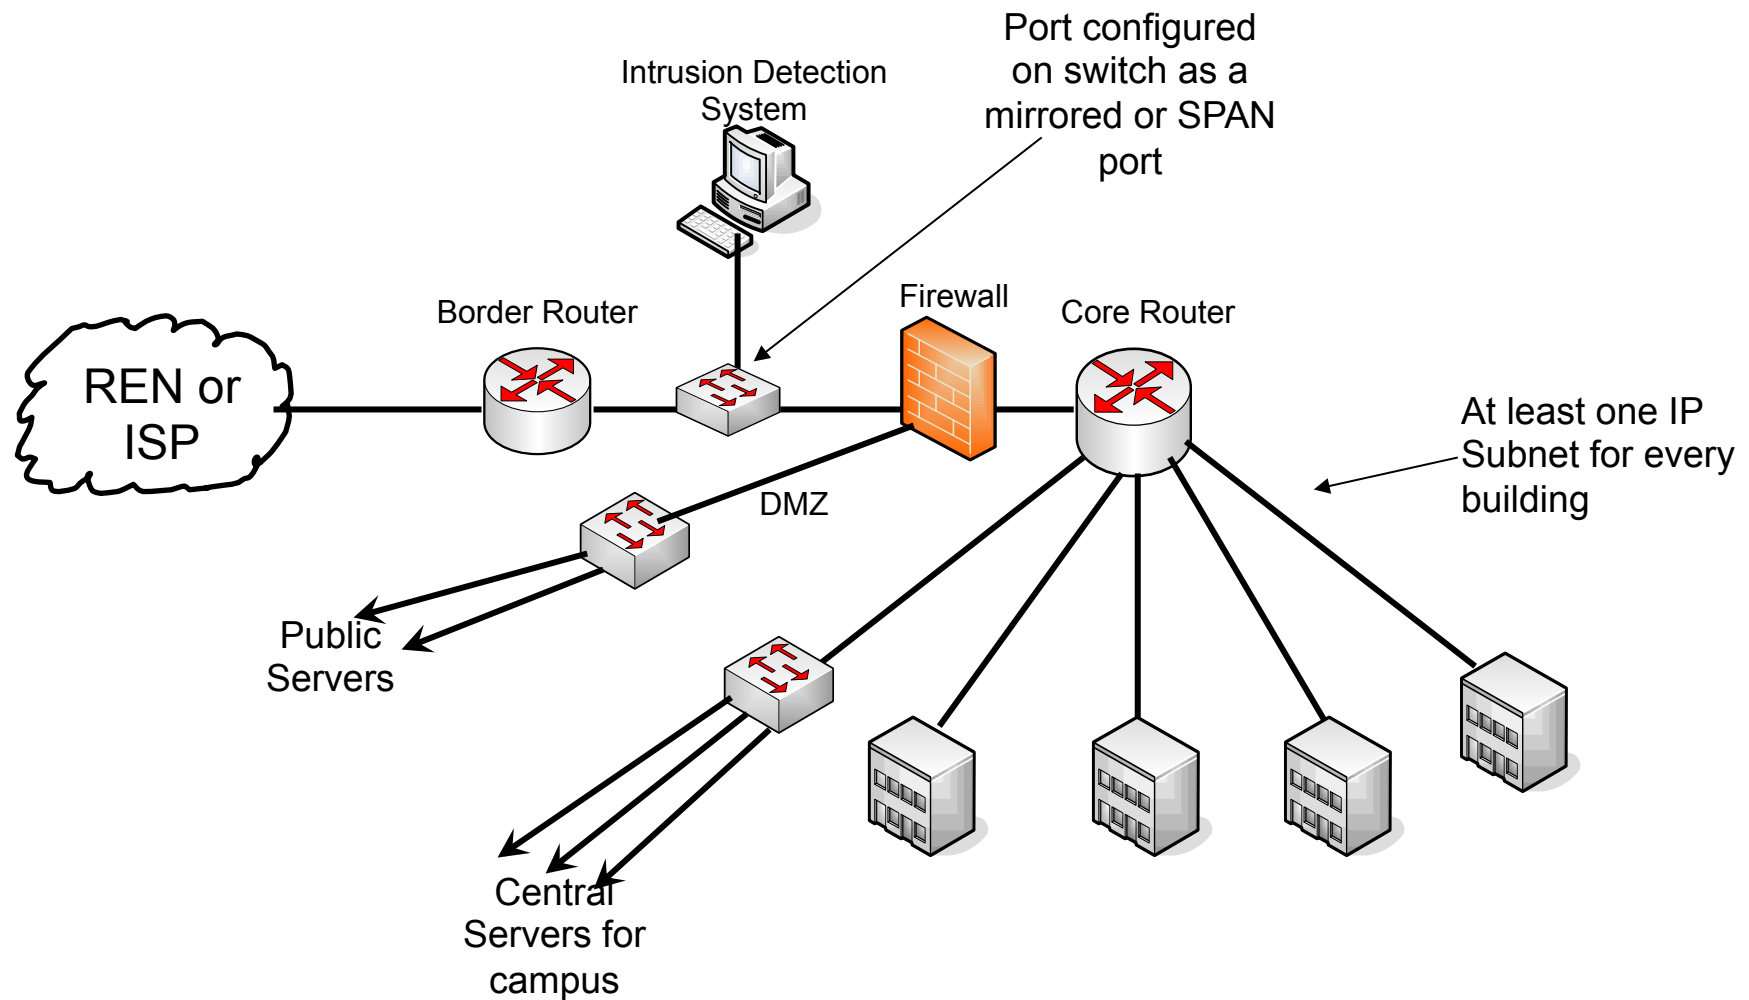 Port configured
on switch as a
mirrored or SPAN
port
Intrusion Detection
System
Border Router
Firewall
Core Router
REN or
ISP
At least one IP
Subnet for every
building
DMZ
Public
Servers
Central
Servers for
campus